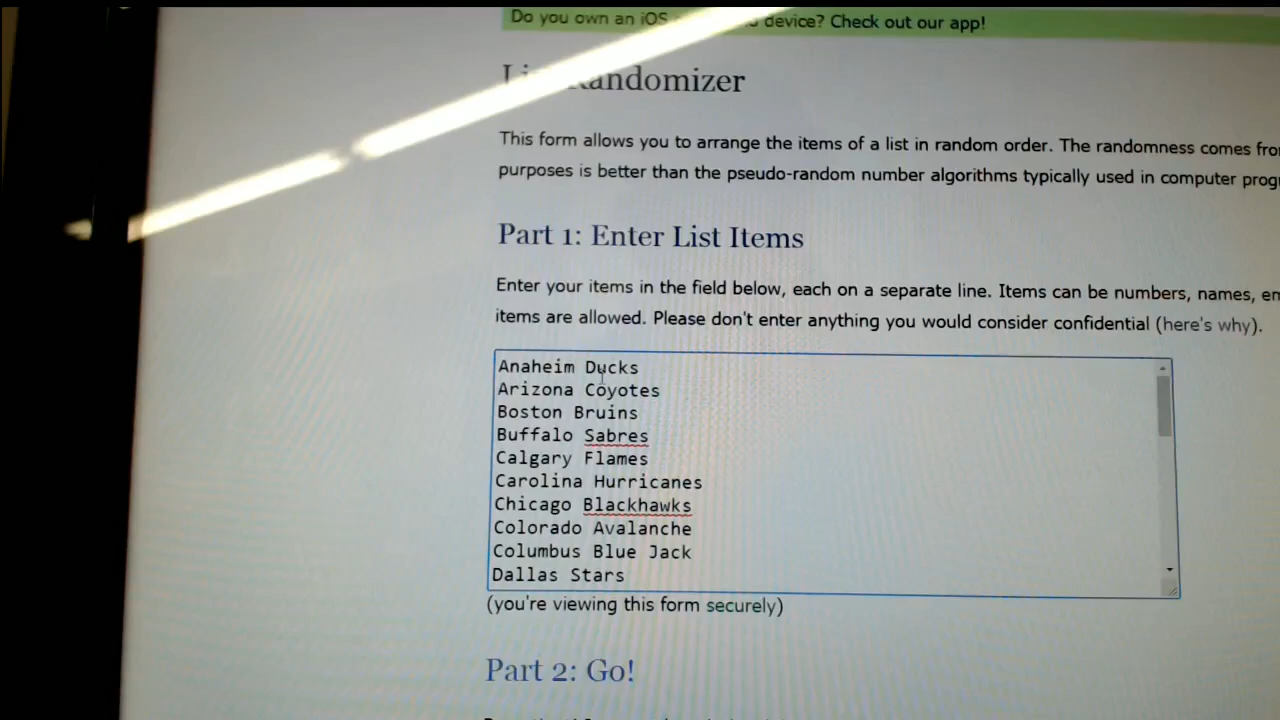 Do you own an iOS device? Check out our app!
Randomizer
This form allows you to arrange the items of a list in random order. The randomness comes
purposes is better than the pseudo-random number algorithms typically used in computer
Part 1: Enter List Items
Enter your items in the field below, each on a separate line. Items can be numbers, names,
items are allowed. Please don't enter anything you would consider confidential (here's why).
Anaheim Ducks
Arizona Coyotes
Boston Bruins
Buffalo Sabres
Calgary Flames
Carolina Hurricanes
Chicago Blackhawks
Colorado Avalanche
Columbus Blue Jack
Dallas Stars
(you're viewing this form securely)
Part 2: Go!